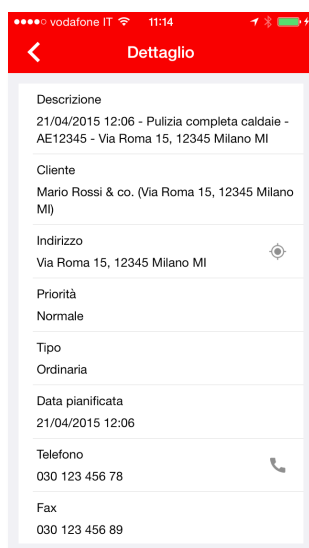 vodafone IT 11:14
Dettaglio
Descrizione
21/04/2015 12:06 - Pulizia completa caldaie -
AE12345 - Via Roma 15, 12345 Milano MI
Cliente
Mario Rossi & co. (Via Roma 15, 12345 Milano
MI)
Indirizzo
Via Roma 15, 12345 Milano MI
Priorità
Normale
Tipo
Ordinaria
Data pianificata
21/04/2015 12:06
Telefono
030 123 456 78
Fax
030 123 456 89